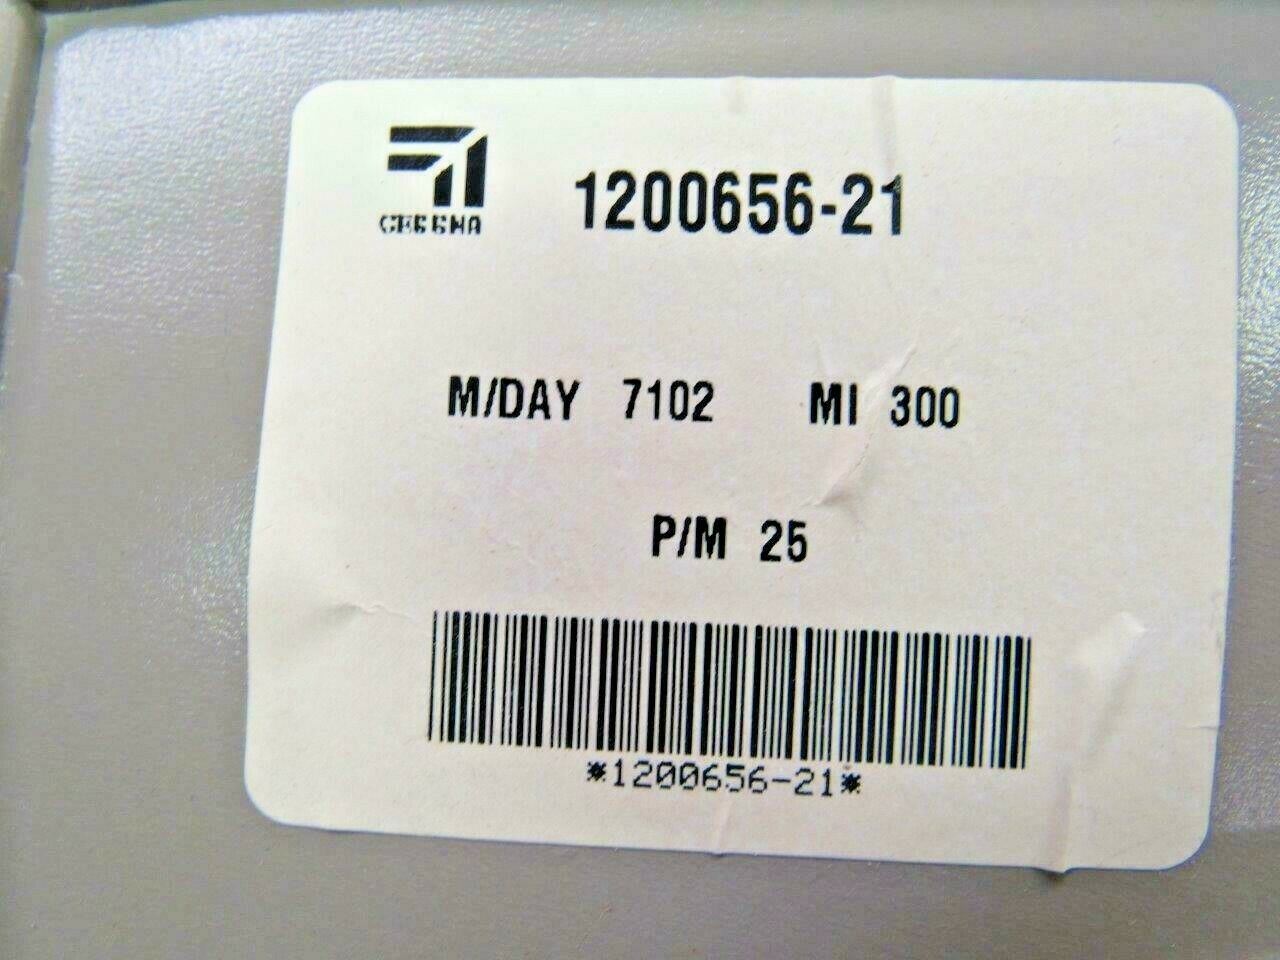 CESSNA
1200656-21
M/DAY 7102 MI 300
P/M 25
*1200656-21*